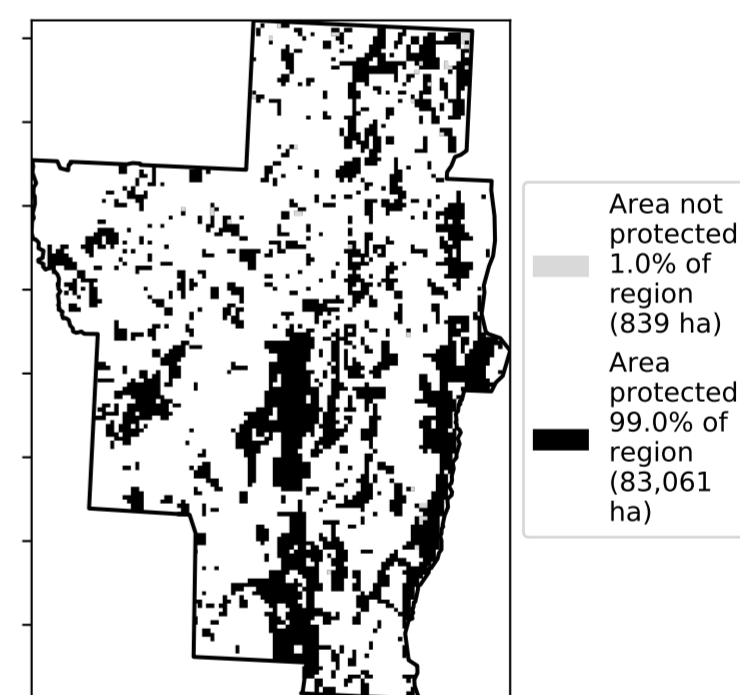 Area not
protected
1.0% of
region
(839 ha)
Area
protected
99.0% of
region
(83,061
ha)